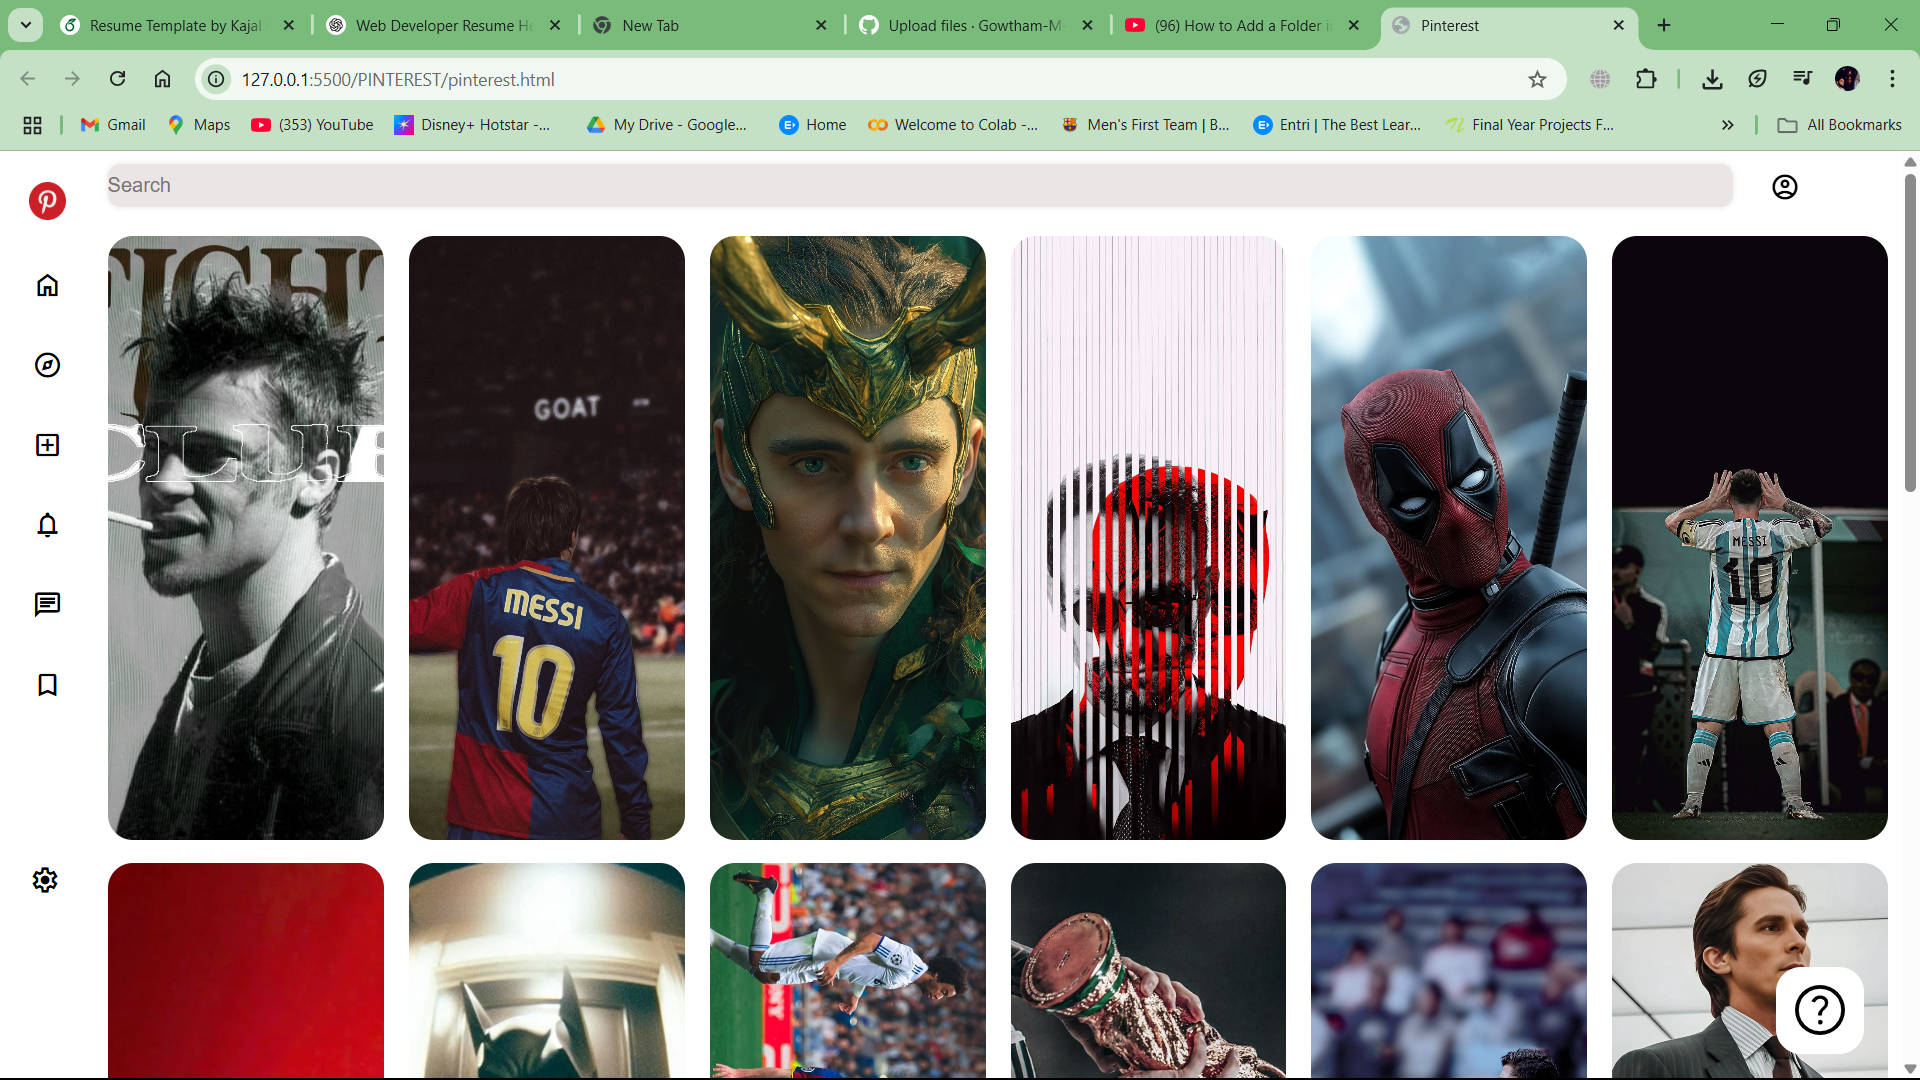 Resume Template by Kajal
Web Developer Resume He
New Tab
Upload files · Gowtham-M-
(96) How to Add a Folder in
Pinterest
127.0.0.1:5500/PINTEREST/pinterest.html
Gmail
Maps
(353) YouTube
Disney+ Hotstar -...
My Drive - Google...
Home
Welcome to Colab -...
Men's First Team | B...
Entri | The Best Lear...
Final Year Projects F...
All Bookmarks
Search
FIGHT
CLUB
GOAT
MESSI
10
MESSI
10